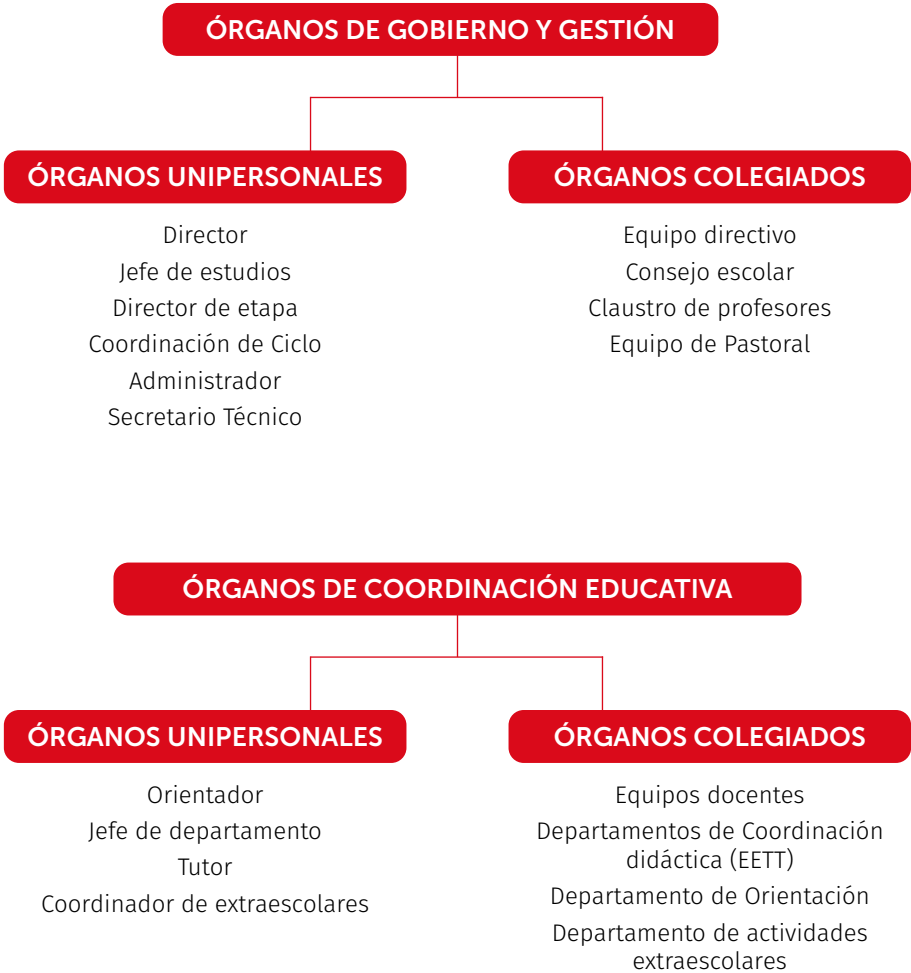 ÓRGANOS DE GOBIERNO Y GESTIÓN
ÓRGANOS UNIPERSONALES
Director
Jefe de estudios
Director de etapa
Coordinación de Ciclo
Administrador
Secretario Técnico
ÓRGANOS COLEGIADOS
Equipo directivo
Consejo escolar
Claustro de profesores
Equipo de Pastoral
ÓRGANOS DE COORDINACIÓN EDUCATIVA
ÓRGANOS UNIPERSONALES
Orientador
Jefe de departamento
Tutor
Coordinador de extraescolares
ÓRGANOS COLEGIADOS
Equipos docentes
Departamentos de Coordinación
didáctica (EETT)
Departamento de Orientación
Departamento de actividades
extraescolares